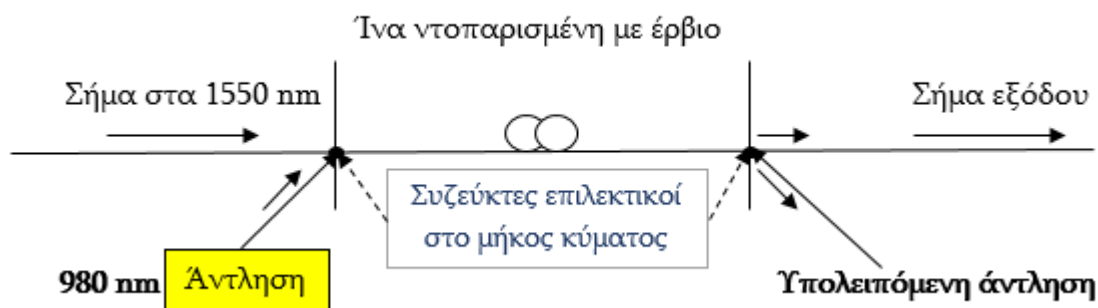 Ίνα ντοπαρισμένη με έρβιο
Σήμα στα 1550 nm
Σήμα εξόδου
Συζεύκτες επιλεκτικοί
στο μήκος κύματος
980 nm Άντληση
Υπολειπόμενη άντληση